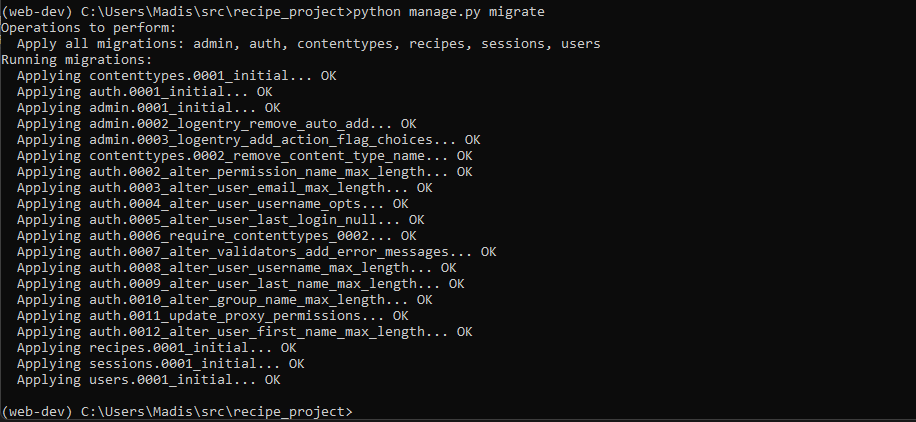 (web-dev) C:\Users\Madis\src\recipe_project>python manage.py migrate
Operations to perform:
  Apply all migrations: admin, auth, contenttypes, recipes, sessions, users
Running migrations:
  Applying contenttypes.0001_initial... OK
  Applying auth.0001_initial... OK
  Applying admin.0001_initial... OK
  Applying admin.0002_logentry_remove_auto_add... OK
  Applying admin.0003_logentry_add_action_flag_choices... OK
  Applying contenttypes.0002_remove_content_type_name... OK
  Applying auth.0002_alter_permission_name_max_length... OK
  Applying auth.0003_alter_user_email_max_length... OK
  Applying auth.0004_alter_user_username_opts... OK
  Applying auth.0005_alter_user_last_login_null... OK
  Applying auth.0006_require_contenttypes_0002... OK
  Applying auth.0007_alter_validators_add_error_messages... OK
  Applying auth.0008_alter_user_username_max_length... OK
  Applying auth.0009_alter_user_last_name_max_length... OK
  Applying auth.0010_alter_group_name_max_length... OK
  Applying auth.0011_update_proxy_permissions... OK
  Applying auth.0012_alter_user_first_name_max_length... OK
  Applying recipes.0001_initial... OK
  Applying sessions.0001_initial... OK
  Applying users.0001_initial... OK
(web-dev) C:\Users\Madis\src\recipe_project>